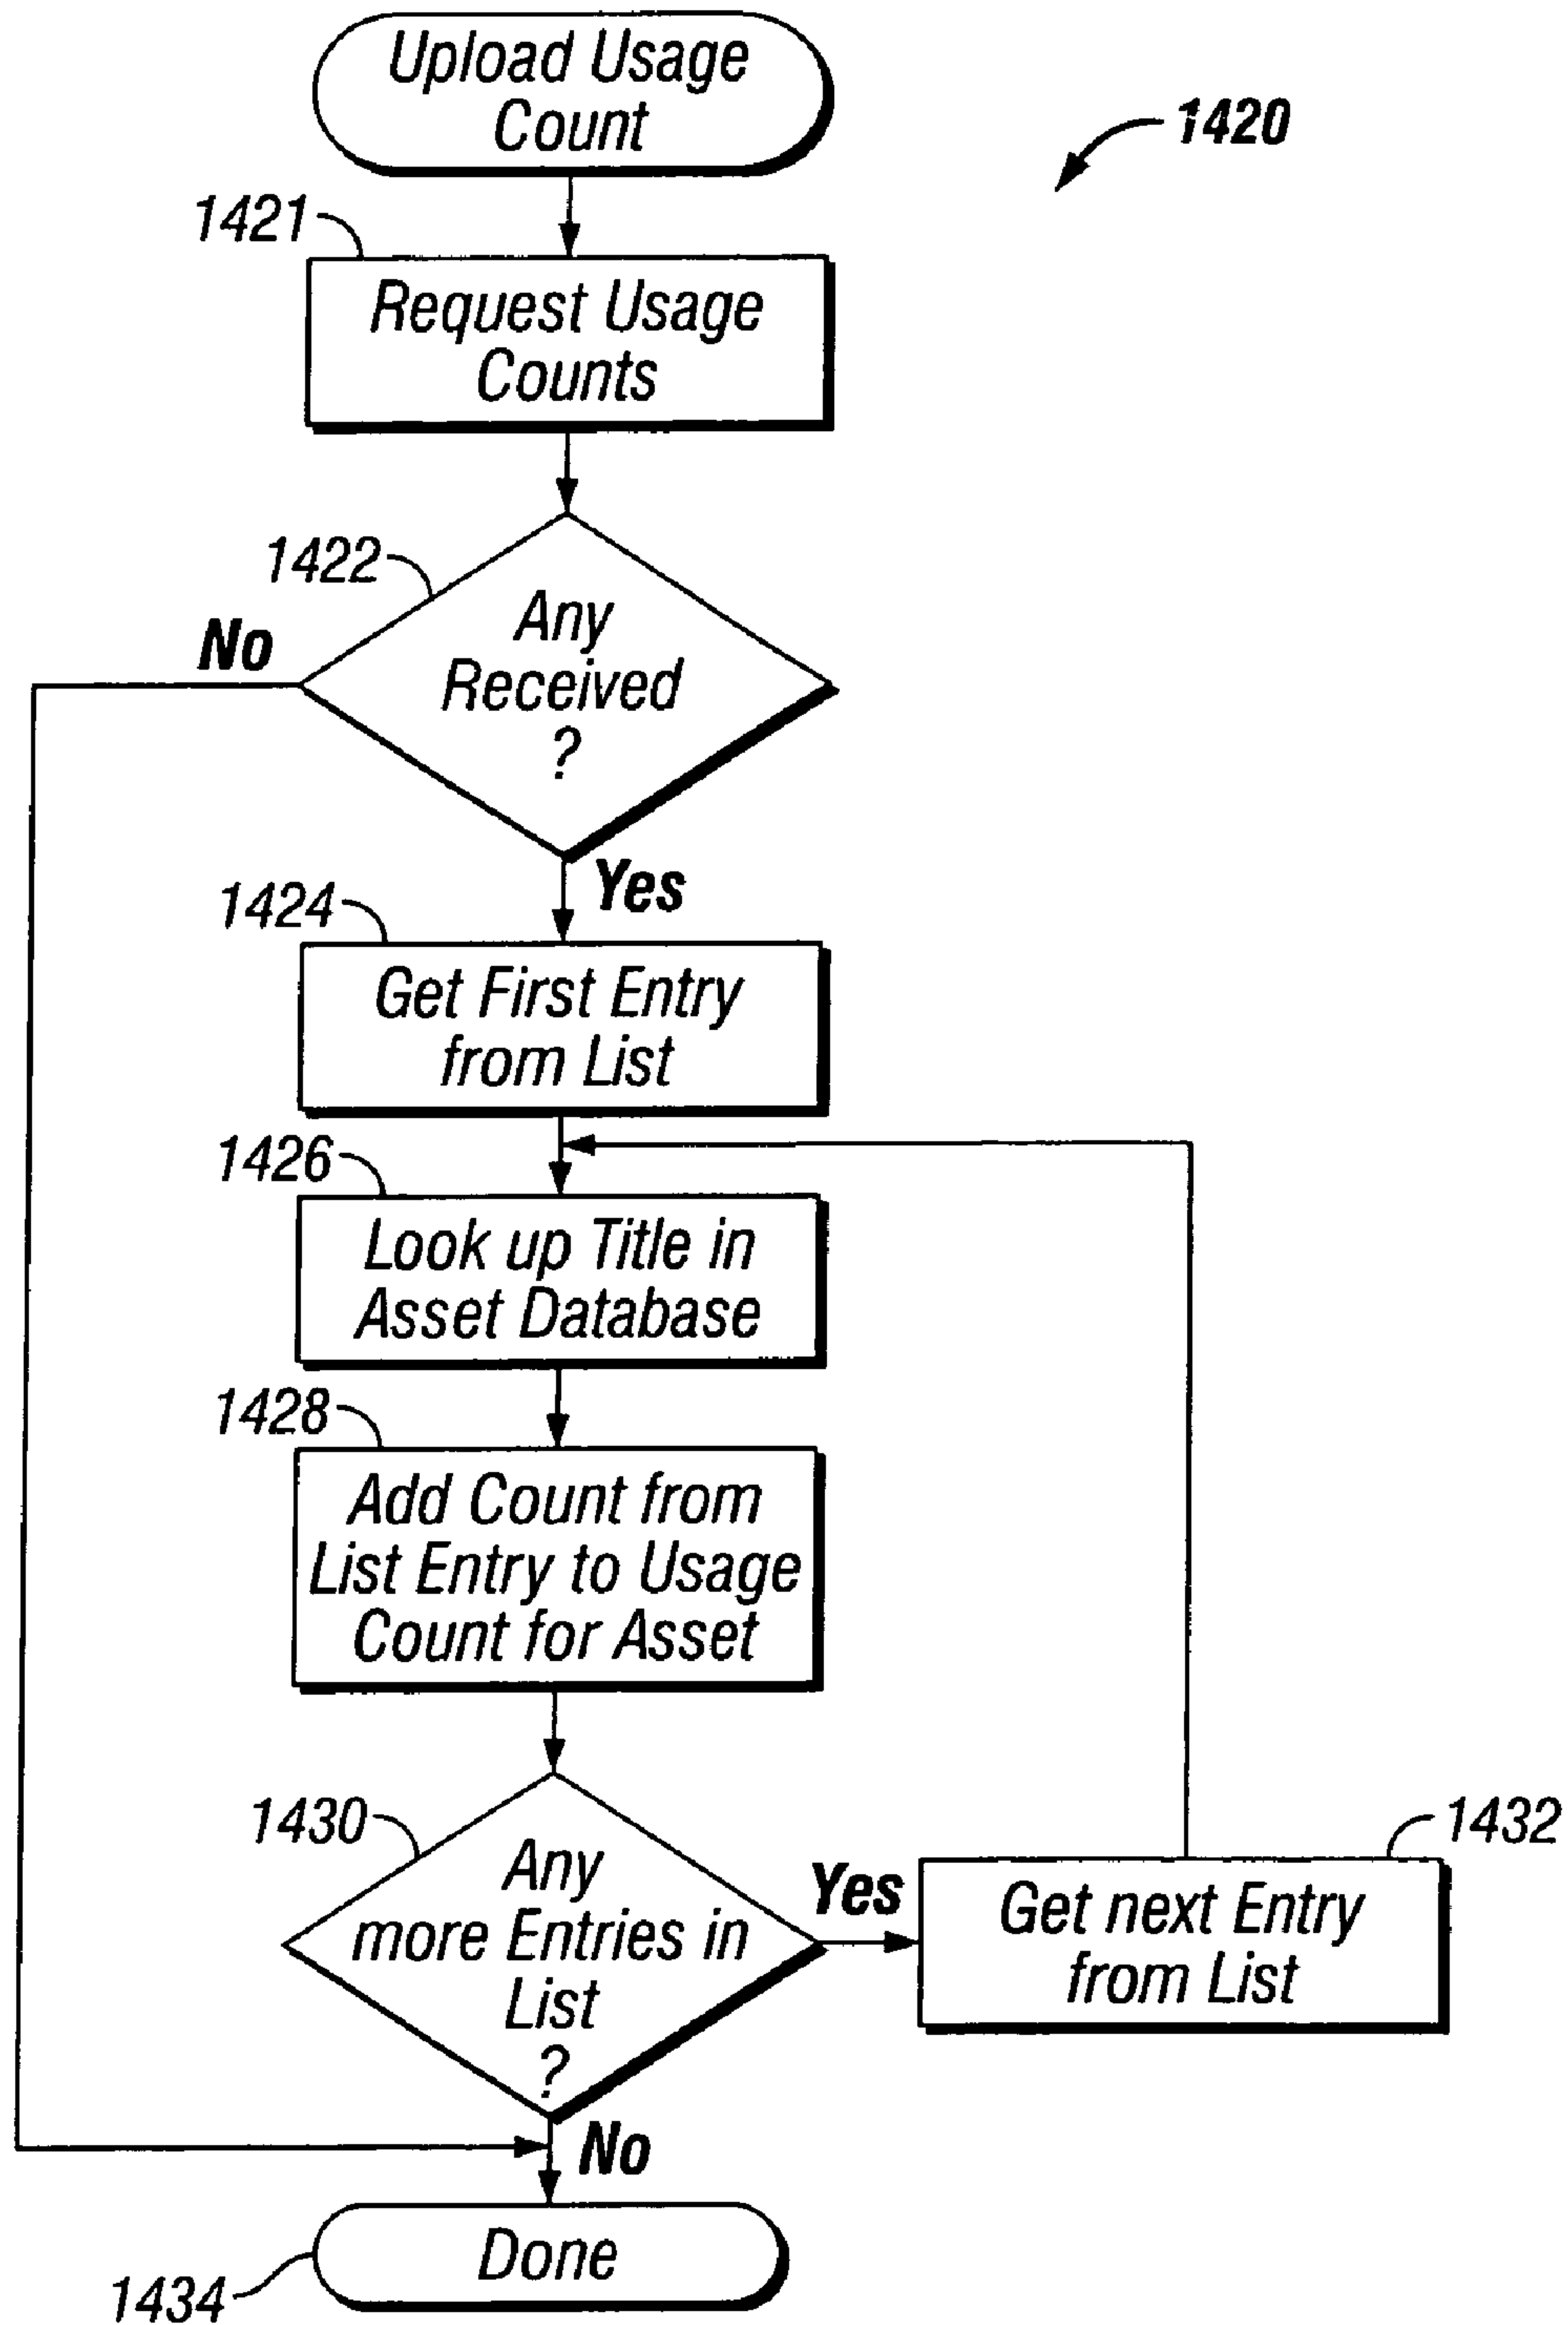 Upload Usage
Count
1420
1421
Request Usage
Counts
1422
Any
Received
?
No
Yes
1424
Get First Entry
from List
1426
Look up Title in
Asset Database
1428
Add Count from
List Entry to Usage
Count for Asset
1430
Any
more Entries in
List
?
Yes
1432
Get next Entry
from List
No
Done
1434